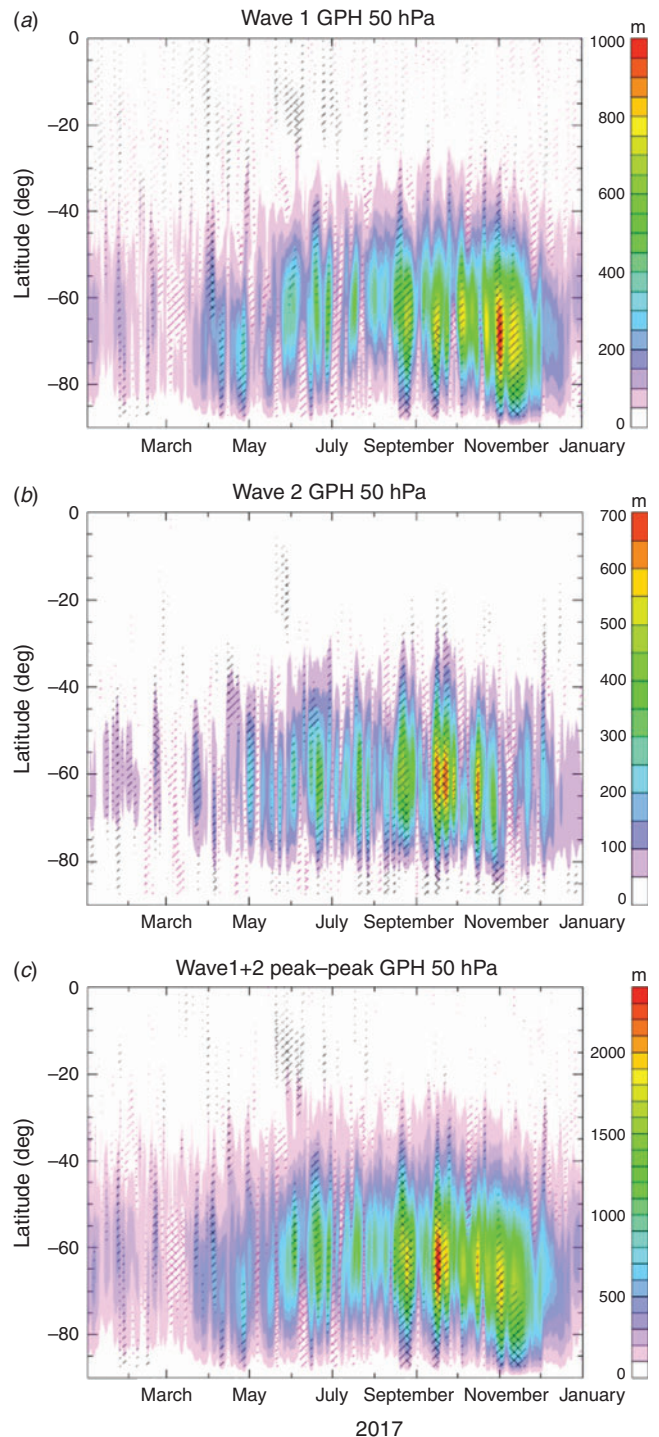 (a) Wave 1 GPH 50 hPa
m
0
–20
–40
–60
–80
Latitude (deg)
1000
800
600
400
200
0
March May July September November January
(b) Wave 2 GPH 50 hPa
m
0
–20
–40
–60
–80
Latitude (deg)
700
600
500
400
300
200
100
0
March May July September November January
(c) Wave1+2 peak–peak GPH 50 hPa
m
0
–20
–40
–60
–80
Latitude (deg)
2000
1500
1000
500
0
March May July September November January
2017